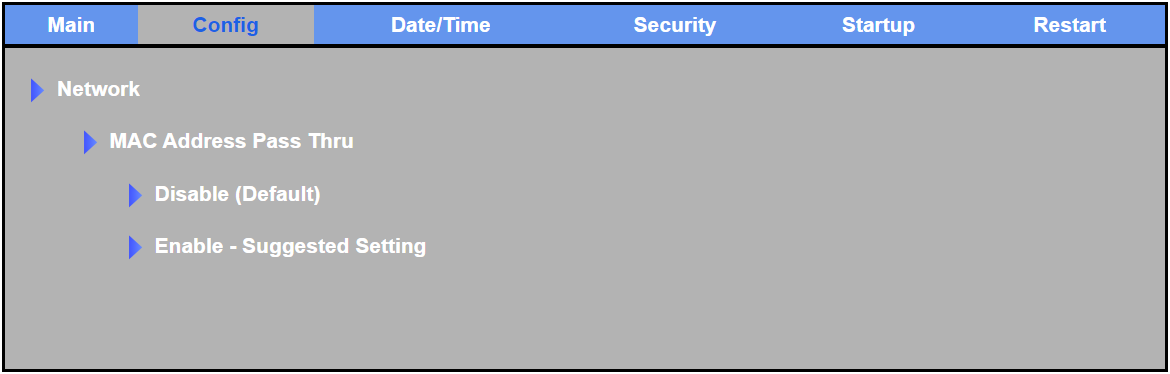 Main Config Date/Time Security Startup Restart
Network
MAC Address Pass Thru
Disable (Default)
Enable - Suggested Setting